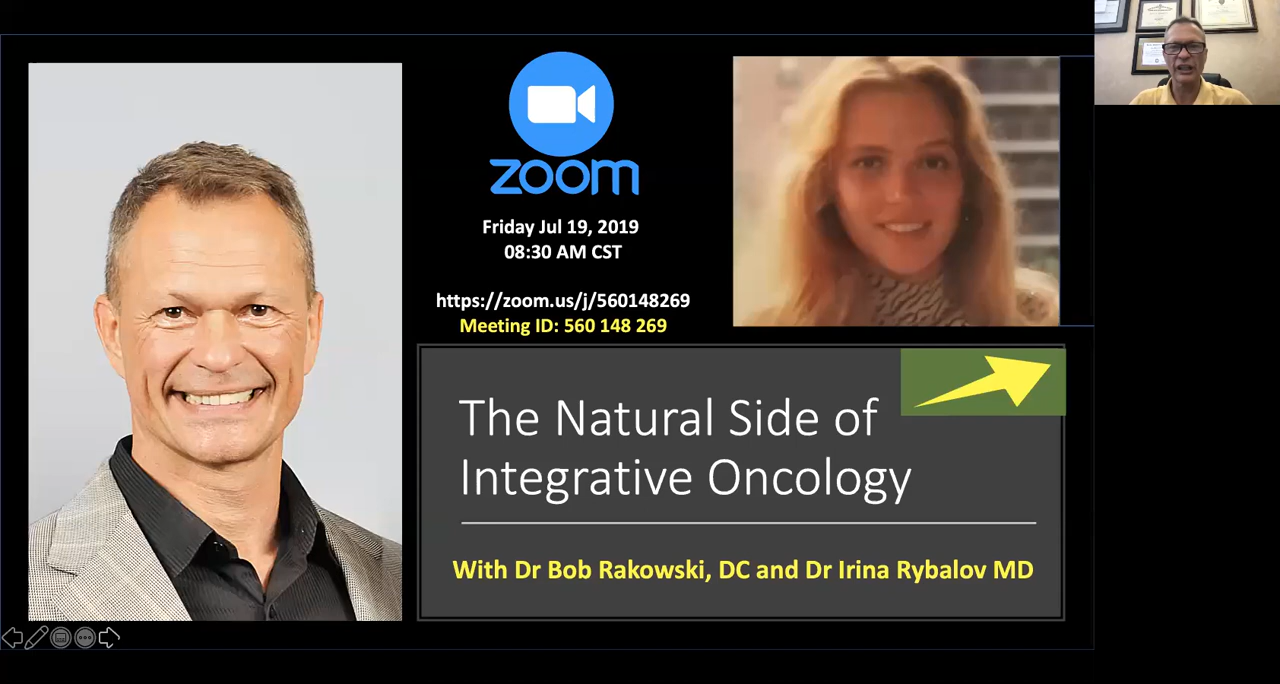 zoom
Friday Jul 19, 2019
08:30 AM CST
https://zoom.us/j/560148269
Meeting ID: 560 148 269
The Natural Side of
Integrative Oncology
With Dr Bob Rakowski, DC and Dr Irina Rybalov MD